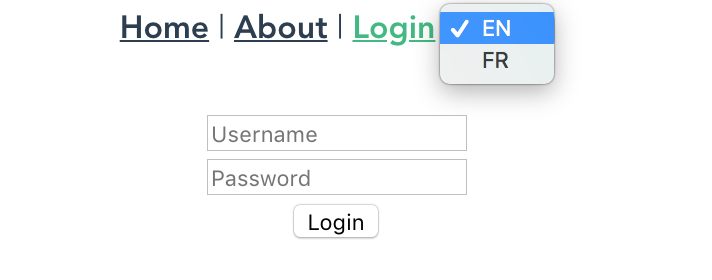 Home | About | Login ✓ EN
FR
Username
Password
Login